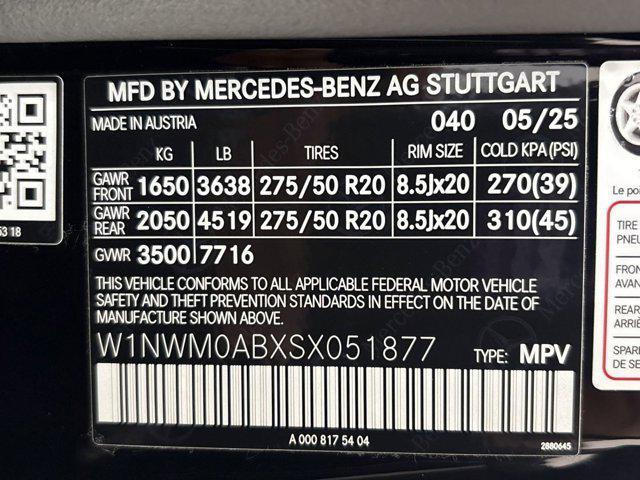 MFD BY MERCEDES-BENZ AG STUTTGART
MADE IN AUSTRIA 040 05/25
KG LB TIRES RIM SIZE COLD KPA(PSI)
GAWR FRONT 1650 3638 275/50 R20 8.5Jx20 270(39)
GAWR REAR 2050 4519 275/50 R20 8.5Jx20 310(45)
GVWR 3500 7716
THIS VEHICLE CONFORMS TO ALL APPLICABLE FEDERAL MOTOR VEHICLE
SAFETY AND THEFT PREVENTION STANDARDS IN EFFECT ON THE DATE OF
MANUFACTURE SHOWN ABOVE.
W1NWM0ABXSX051877 TYPE: MPV
A 000 817 54 04
2880645
5318
Le po
TIRE
PNEU
FRON
AVAN
REAR
ARRIÈ
SPAR
DE SE